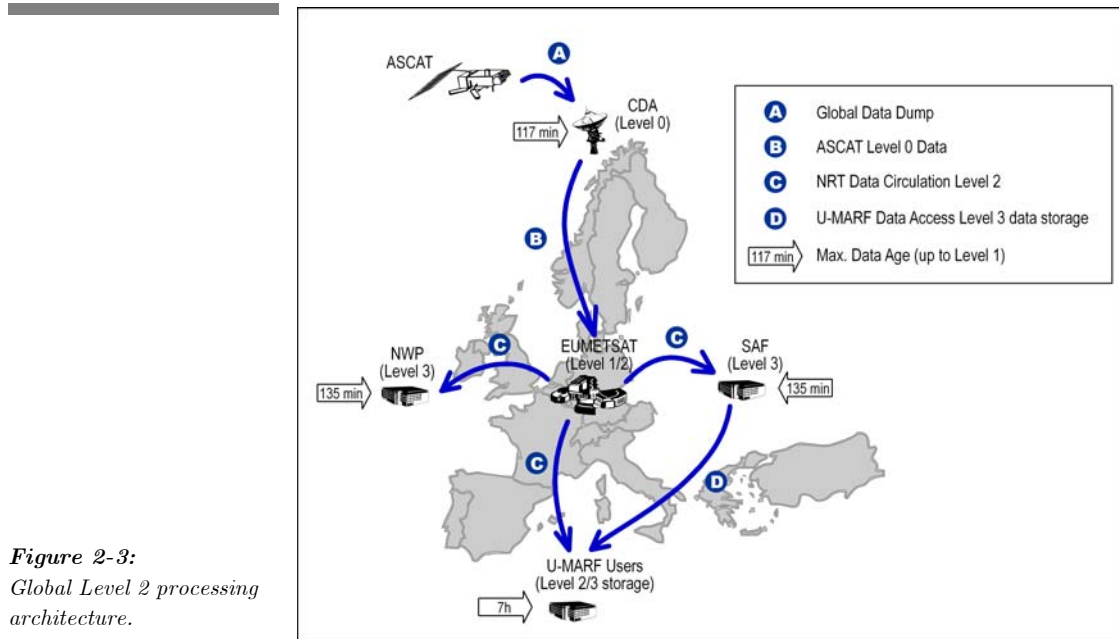 ASCAT
A
CDA
(Level 0)
117 min
A Global Data Dump
B ASCAT Level 0 Data
C NRT Data Circulation Level 2
D U-MARF Data Access Level 3 data storage
117 min Max. Data Age (up to Level 1)
B
NWP
(Level 3)
135 min
C
EUMETSAT
(Level 1/2)
C
SAF
(Level 3)
135 min
C
D
U-MARF Users
(Level 2/3 storage)
7h
Figure 2-3:
Global Level 2 processing
architecture.